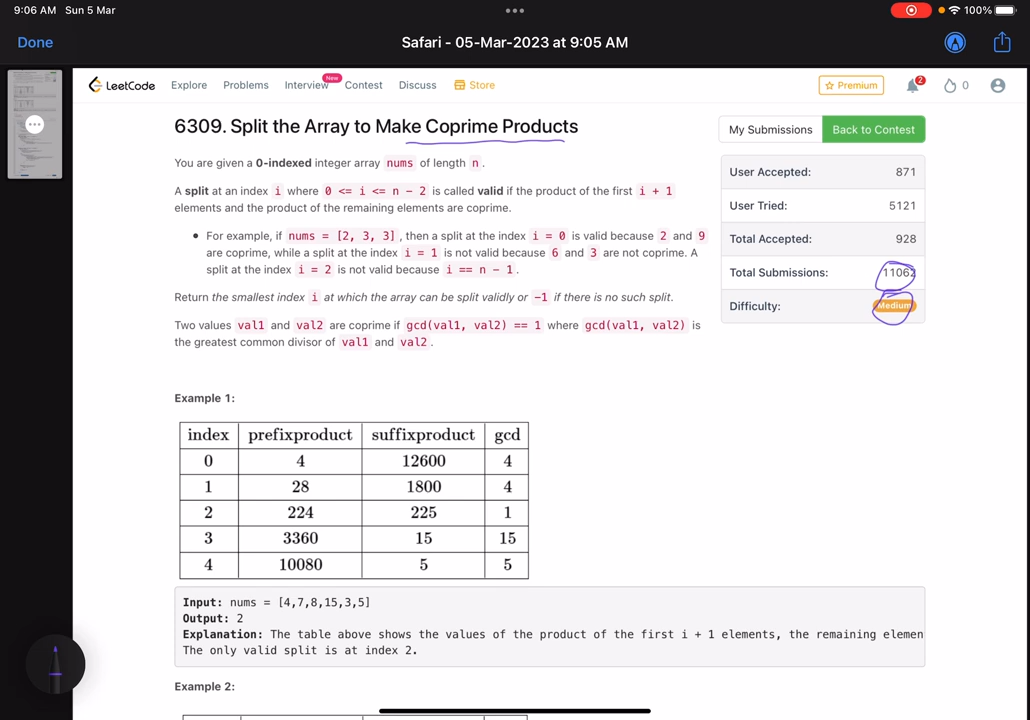 9:06 AM Sun 5 Mar
100%
Done
Safari - 05-Mar-2023 at 9:05 AM
LeetCode Explore Problems Interview New Contest Discuss Store
Premium 2 0
6309. Split the Array to Make Coprime Products
My Submissions Back to Contest
You are given a 0-indexed integer array nums of length n.
A split at an index i where 0 <= i <= n - 2 is called valid if the product of the first i + 1
elements and the product of the remaining elements are coprime.
For example, if nums = [2, 3, 3], then a split at the index i = 0 is valid because 2 and 9
are coprime, while a split at the index i = 1 is not valid because 6 and 3 are not coprime. A
split at the index i = 2 is not valid because i == n - 1.
Return the smallest index i at which the array can be split validly or -1 if there is no such split.
Two values val1 and val2 are coprime if gcd(val1, val2) == 1 where gcd(val1, val2) is
the greatest common divisor of val1 and val2.
User Accepted: 871
User Tried: 5121
Total Accepted: 928
Total Submissions: 11062
Difficulty: Medium
Example 1:
index prefixproduct suffixproduct gcd
0 4 12600 4
1 28 1800 4
2 224 225 1
3 3360 15 15
4 10080 5 5
Input: nums = [4,7,8,15,3,5]
Output: 2
Explanation: The table above shows the values of the product of the first i + 1 elements, the remaining elemen
The only valid split is at index 2.
Example 2: